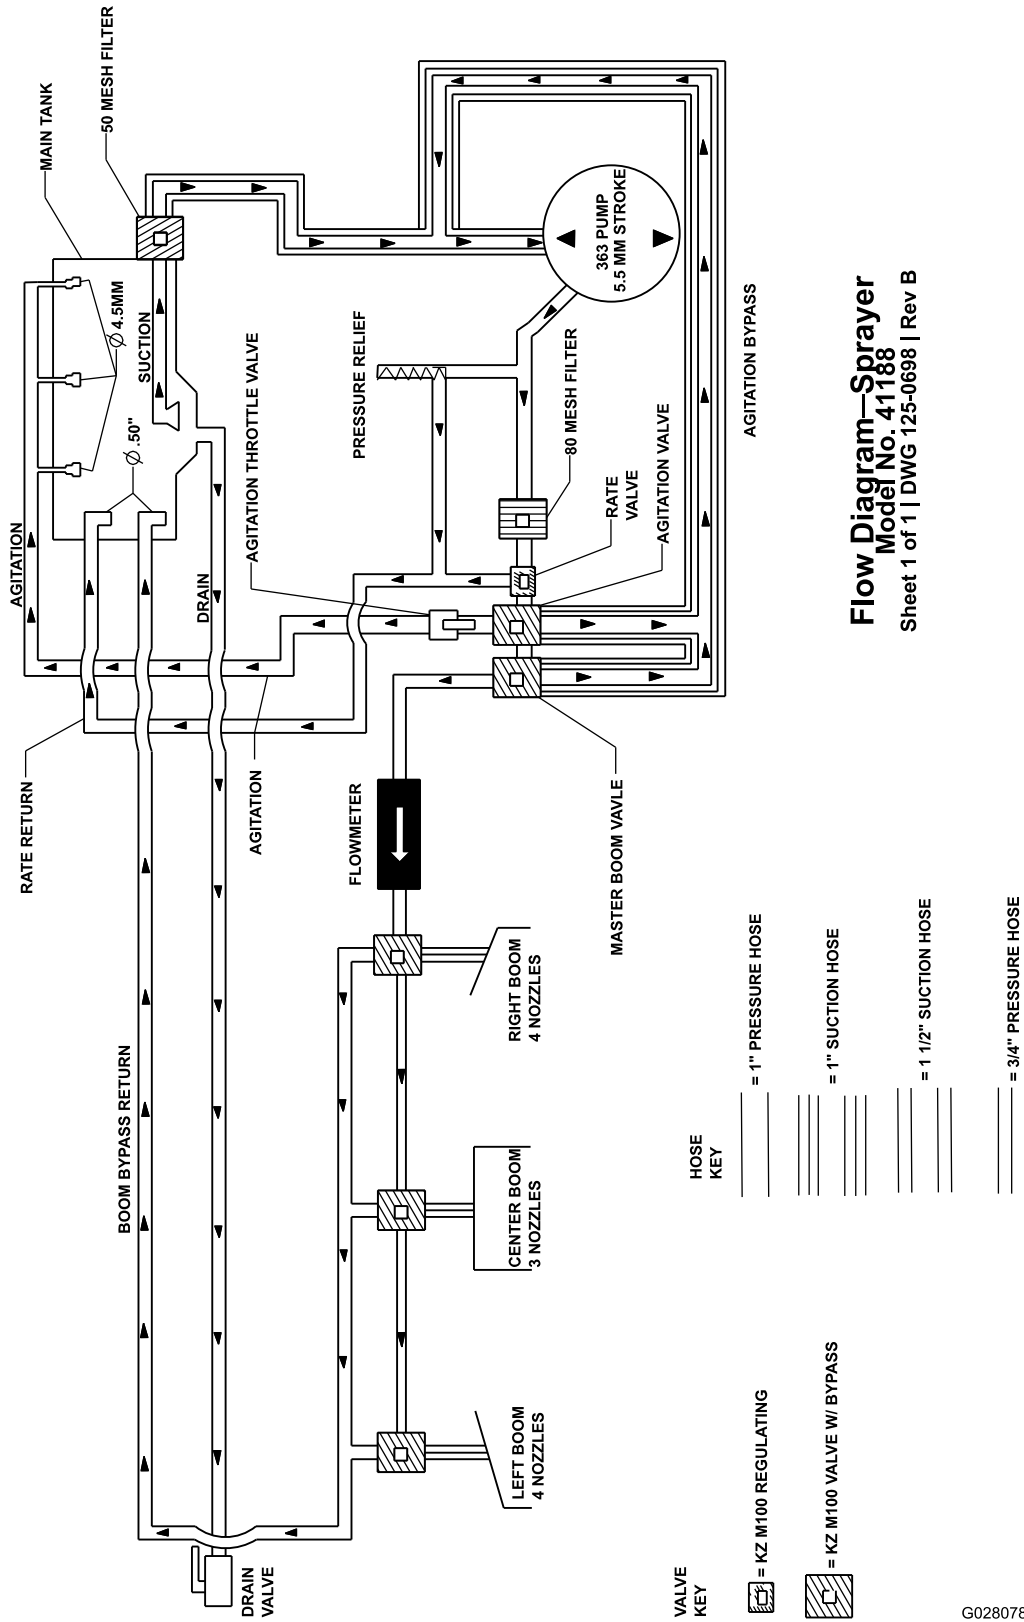 MAIN TANK
50 MESH FILTER
AGITATION
Ø 4.5MM
SUCTION
Ø .50"
DRAIN
AGITATION THROTTLE VALVE
PRESSURE RELIEF
363 PUMP
5.5 MM STROKE
80 MESH FILTER
RATE
VALVE
AGITATION VALVE
AGITATION BYPASS
RATE RETURN
AGITATION
FLOWMETER
MASTER BOOM VAVLE
BOOM BYPASS RETURN
RIGHT BOOM
4 NOZZLES
CENTER BOOM
3 NOZZLES
LEFT BOOM
4 NOZZLES
DRAIN
VALVE
VALVE
KEY
= KZ M100 REGULATING
= KZ M100 VALVE W/ BYPASS
HOSE
KEY
= 1" PRESSURE HOSE
= 1" SUCTION HOSE
= 1 1/2" SUCTION HOSE
= 3/4" PRESSURE HOSE
Flow Diagram—Sprayer
Model No. 41188
Sheet 1 of 1 | DWG 125-0698 | Rev B
G028078